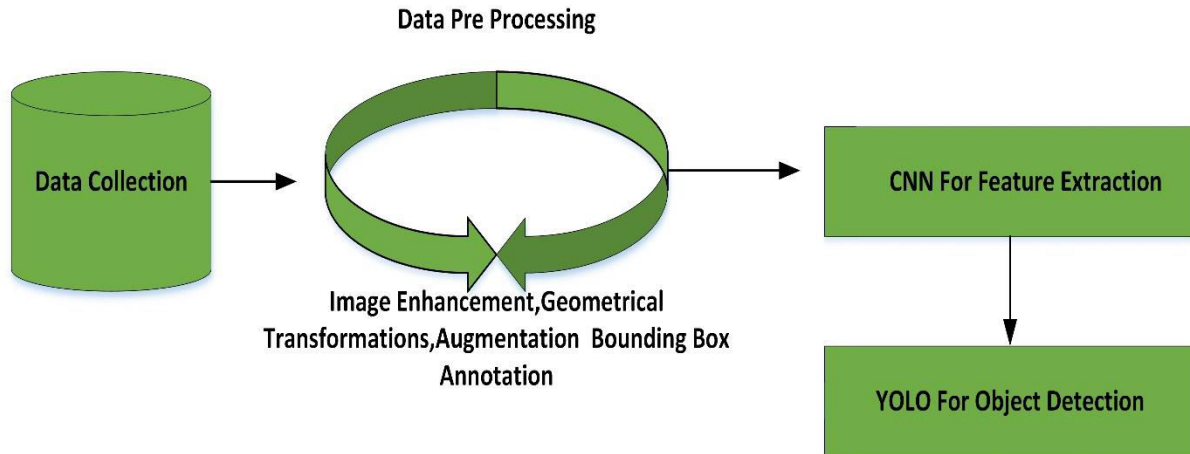 Data Pre Processing
Data Collection
Image Enhancement,Geometrical
Transformations,Augmentation Bounding Box
Annotation
CNN For Feature Extraction
YOLO For Object Detection